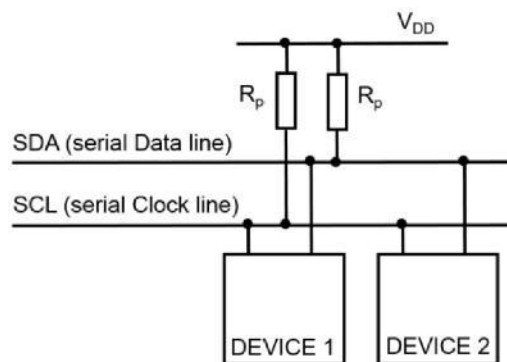 VDD
Rp
Rp
SDA (serial Data line)
SCL (serial Clock line)
DEVICE 1
DEVICE 2